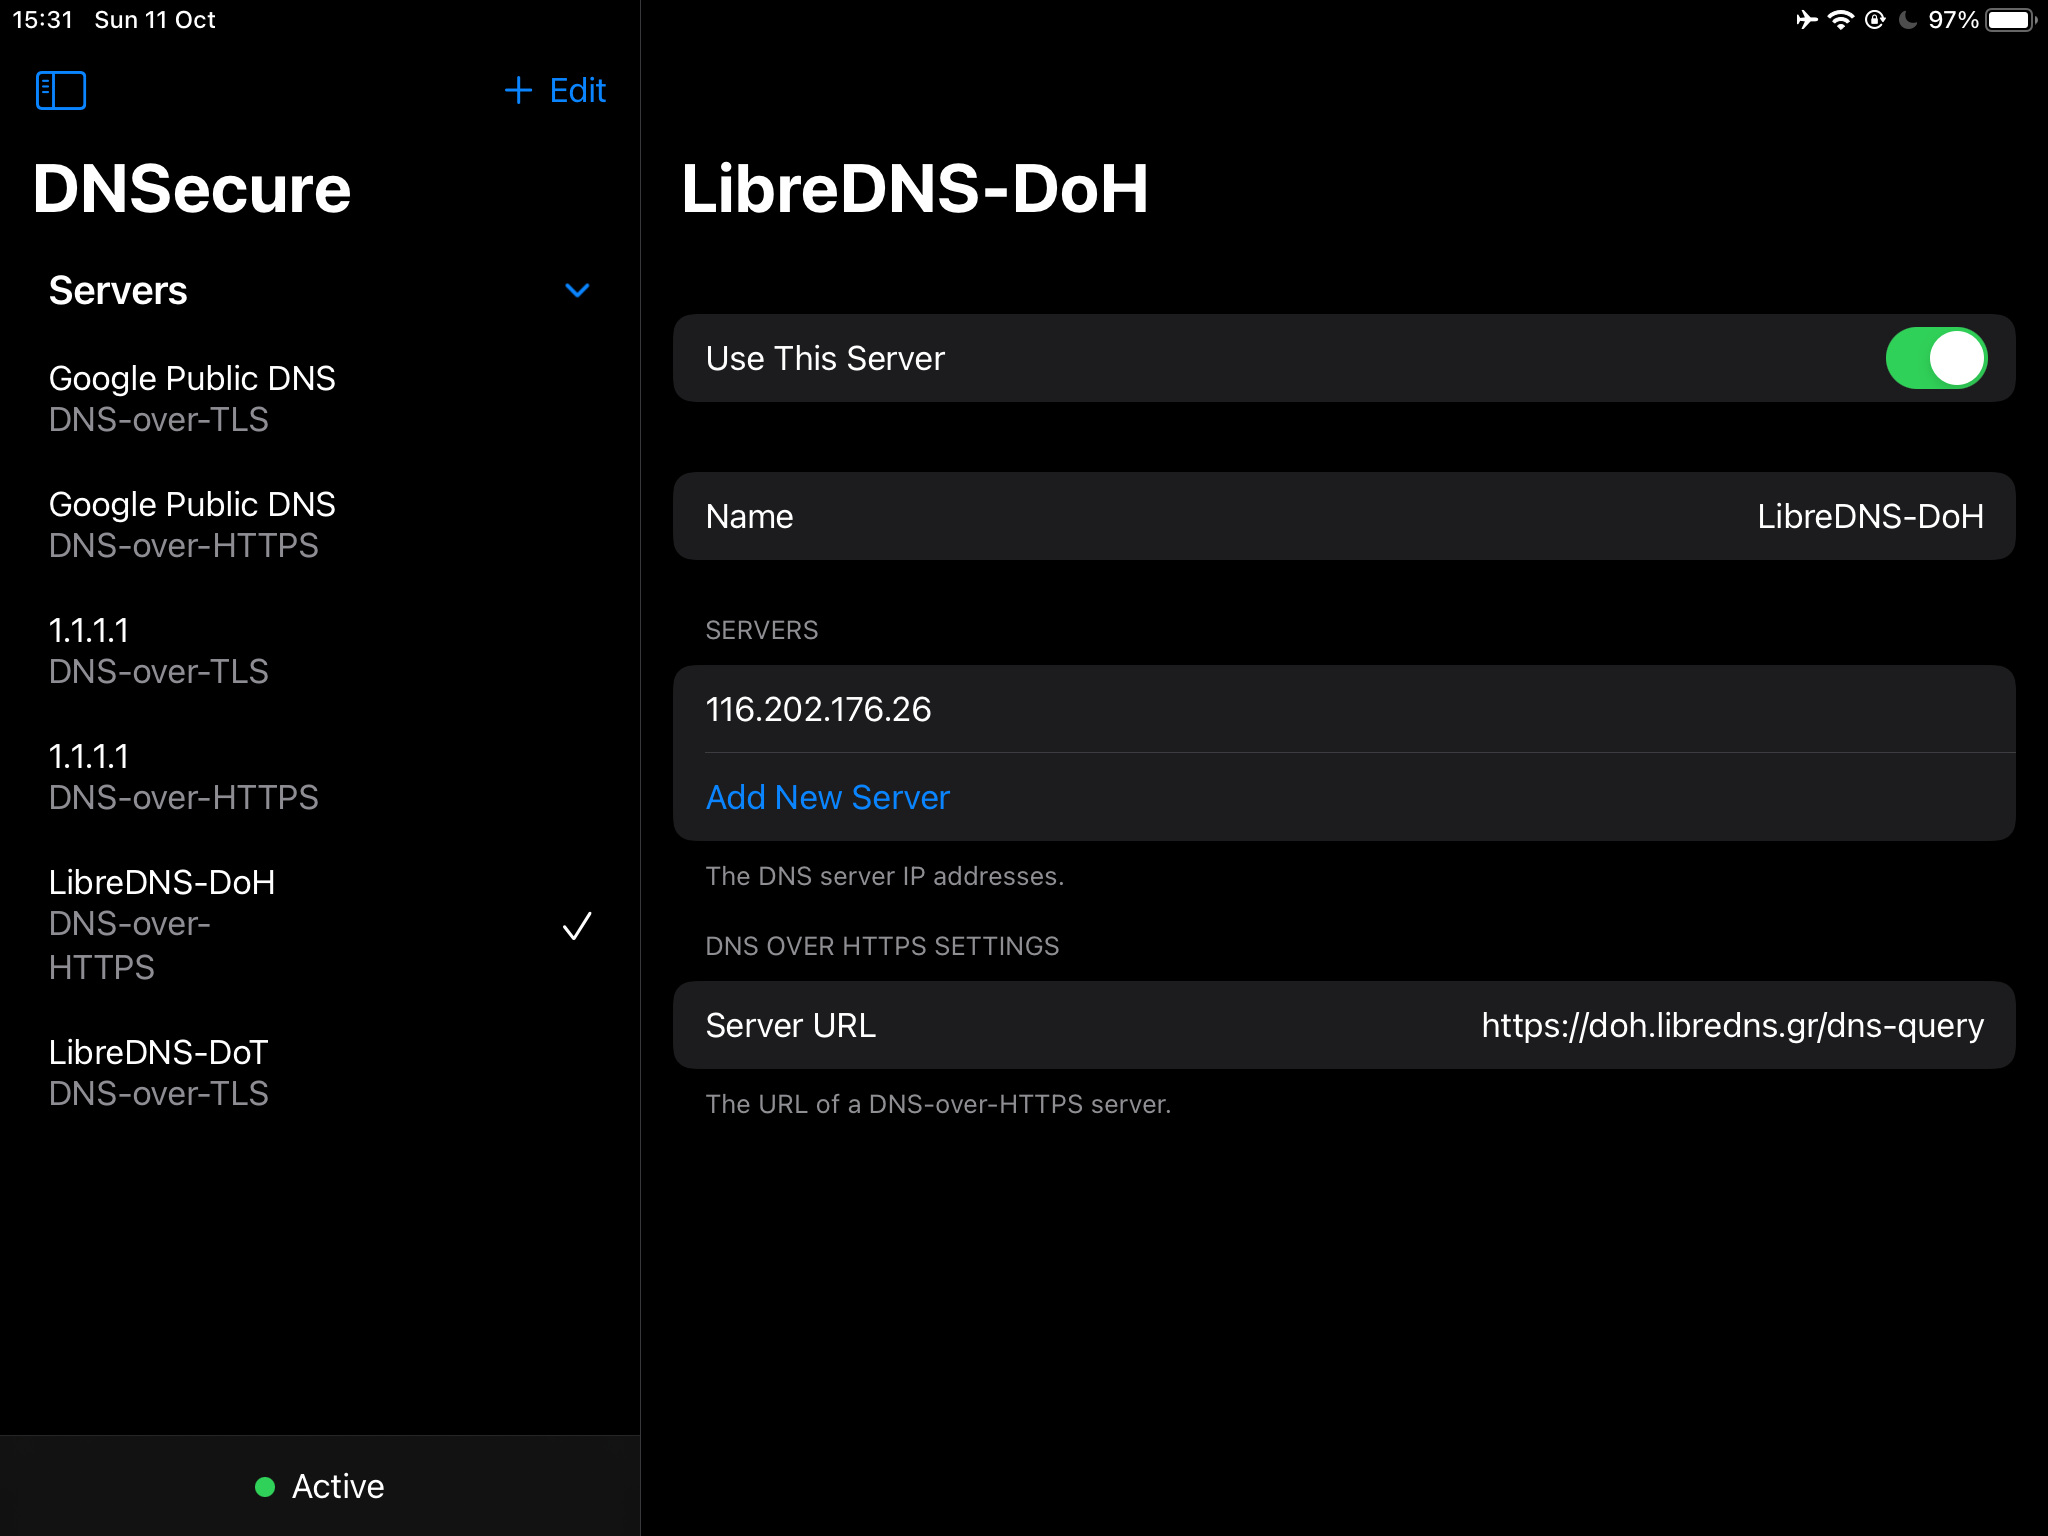 15:31 Sun 11 Oct
97%
Edit
DNSecure
Servers
Google Public DNS
DNS-over-TLS
Google Public DNS
DNS-over-HTTPS
1.1.1.1
DNS-over-TLS
1.1.1.1
DNS-over-HTTPS
LibreDNS-DoH
DNS-over-
HTTPS
LibreDNS-DoT
DNS-over-TLS
Active
LibreDNS-DoH
Use This Server
Name LibreDNS-DoH
SERVERS
116.202.176.26
Add New Server
The DNS server IP addresses.
DNS OVER HTTPS SETTINGS
Server URL https://doh.libredns.gr/dns-query
The URL of a DNS-over-HTTPS server.